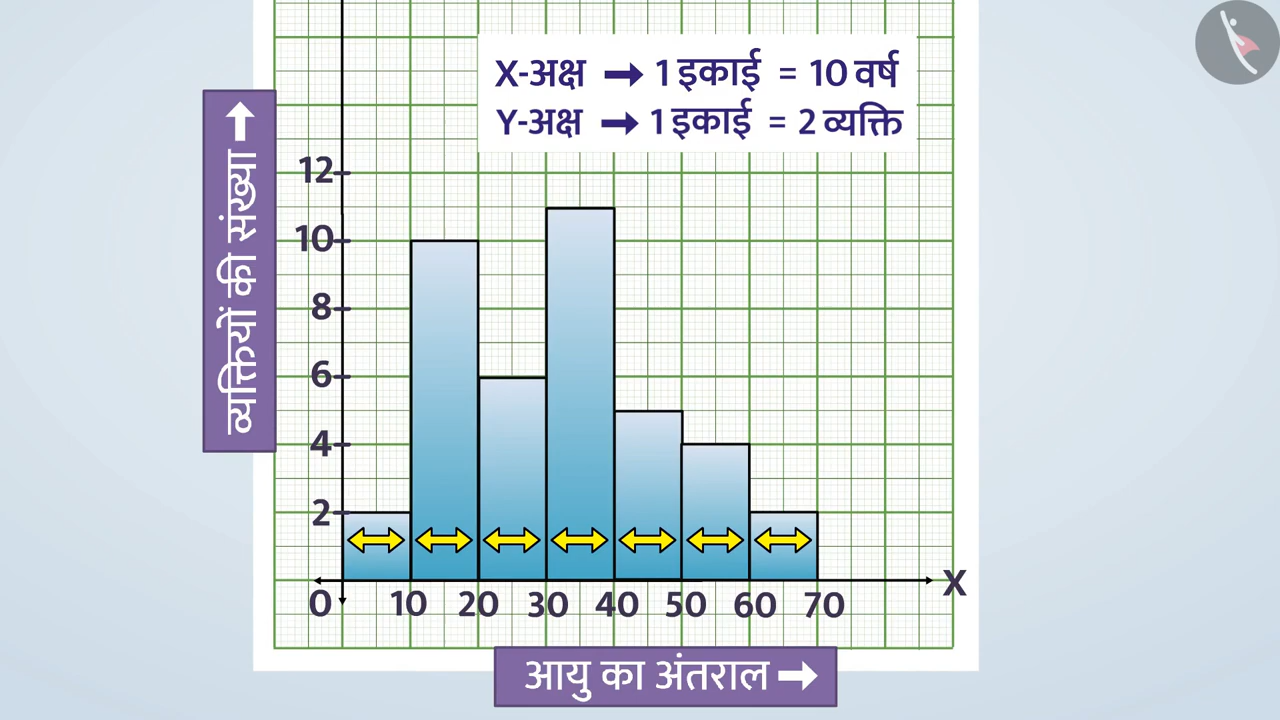 X-अक्ष → 1 इकाई = 10 वर्ष
Y-अक्ष → 1 इकाई = 2 व्यक्ति
व्यक्तियों की संख्या →
12
10
8
6
4
2
0 10 20 30 40 50 60 70 X
आयु का अंतराल →